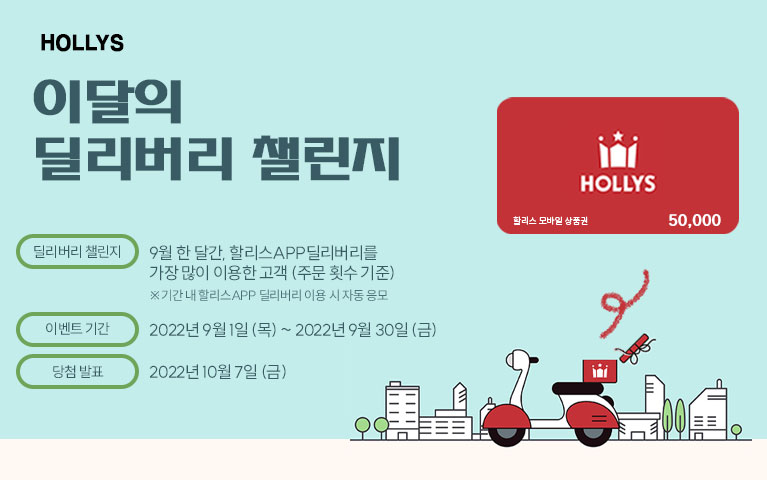 HOLLYS
이달의
딜리버리 챌린지
HOLLYS
할리스 모바일 상품권 50,000
딜리버리 챌린지
9월 한 달간, 할리스APP딜리버리를
가장 많이 이용한 고객 (주문 횟수 기준)
※기간 내 할리스APP 딜리버리 이용 시 자동 응모
이벤트 기간 2022년 9월 1일 (목) ~ 2022년 9월 30일 (금)
당첨 발표 2022년 10월 7일 (금)